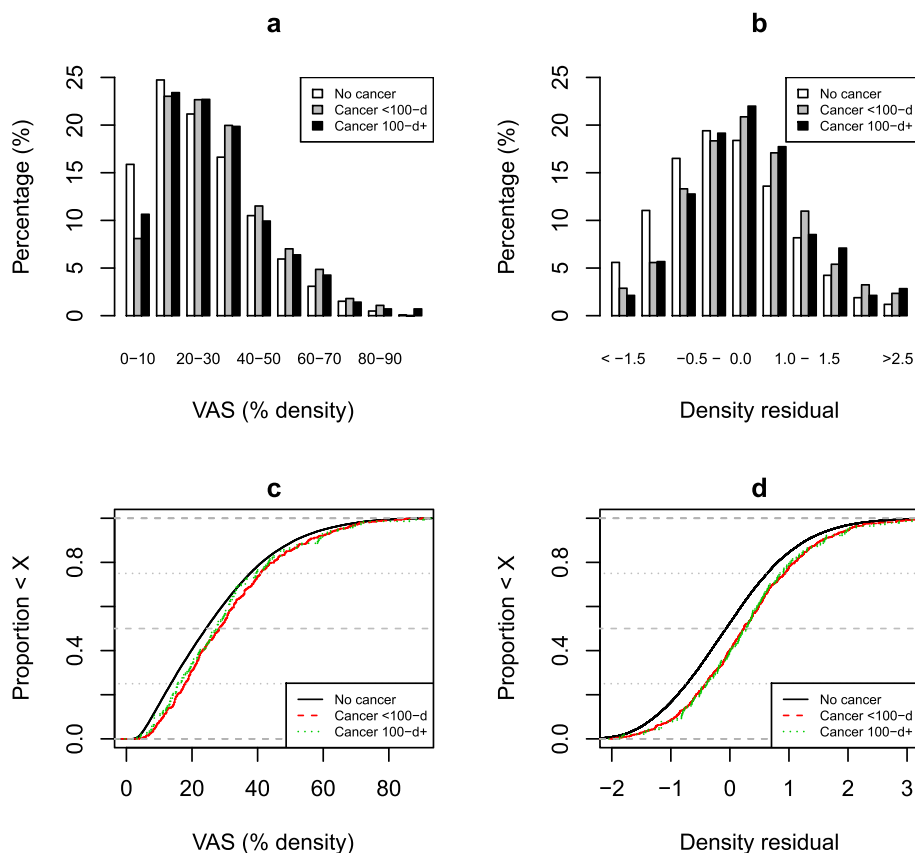 a
25
20
15
10
5
0
Percentage (%)
No cancer
Cancer <100−d
Cancer 100−d+
0−10
20−30
40−50
60−70
80−90
VAS (% density)
b
25
20
15
10
5
0
Percentage (%)
No cancer
Cancer <100−d
Cancer 100−d+
< −1.5
−0.5 − 0.0
1.0 − 1.5
>2.5
Density residual
c
0.8
0.4
0.0
Proportion < X
No cancer
Cancer <100−d
Cancer 100−d+
0
20
40
60
80
VAS (% density)
d
0.8
0.4
0.0
Proportion < X
No cancer
Cancer <100−d
Cancer 100−d+
−2
−1
0
1
2
3
Density residual